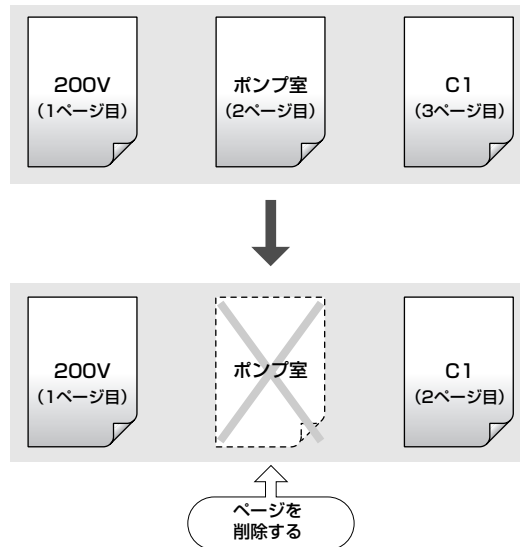 200V
(1ページ目)
ポンプ室
(2ページ目)
C1
(3ページ目)
200V
(1ページ目)
ポンプ室
C1
(2ページ目)
ページを
削除する